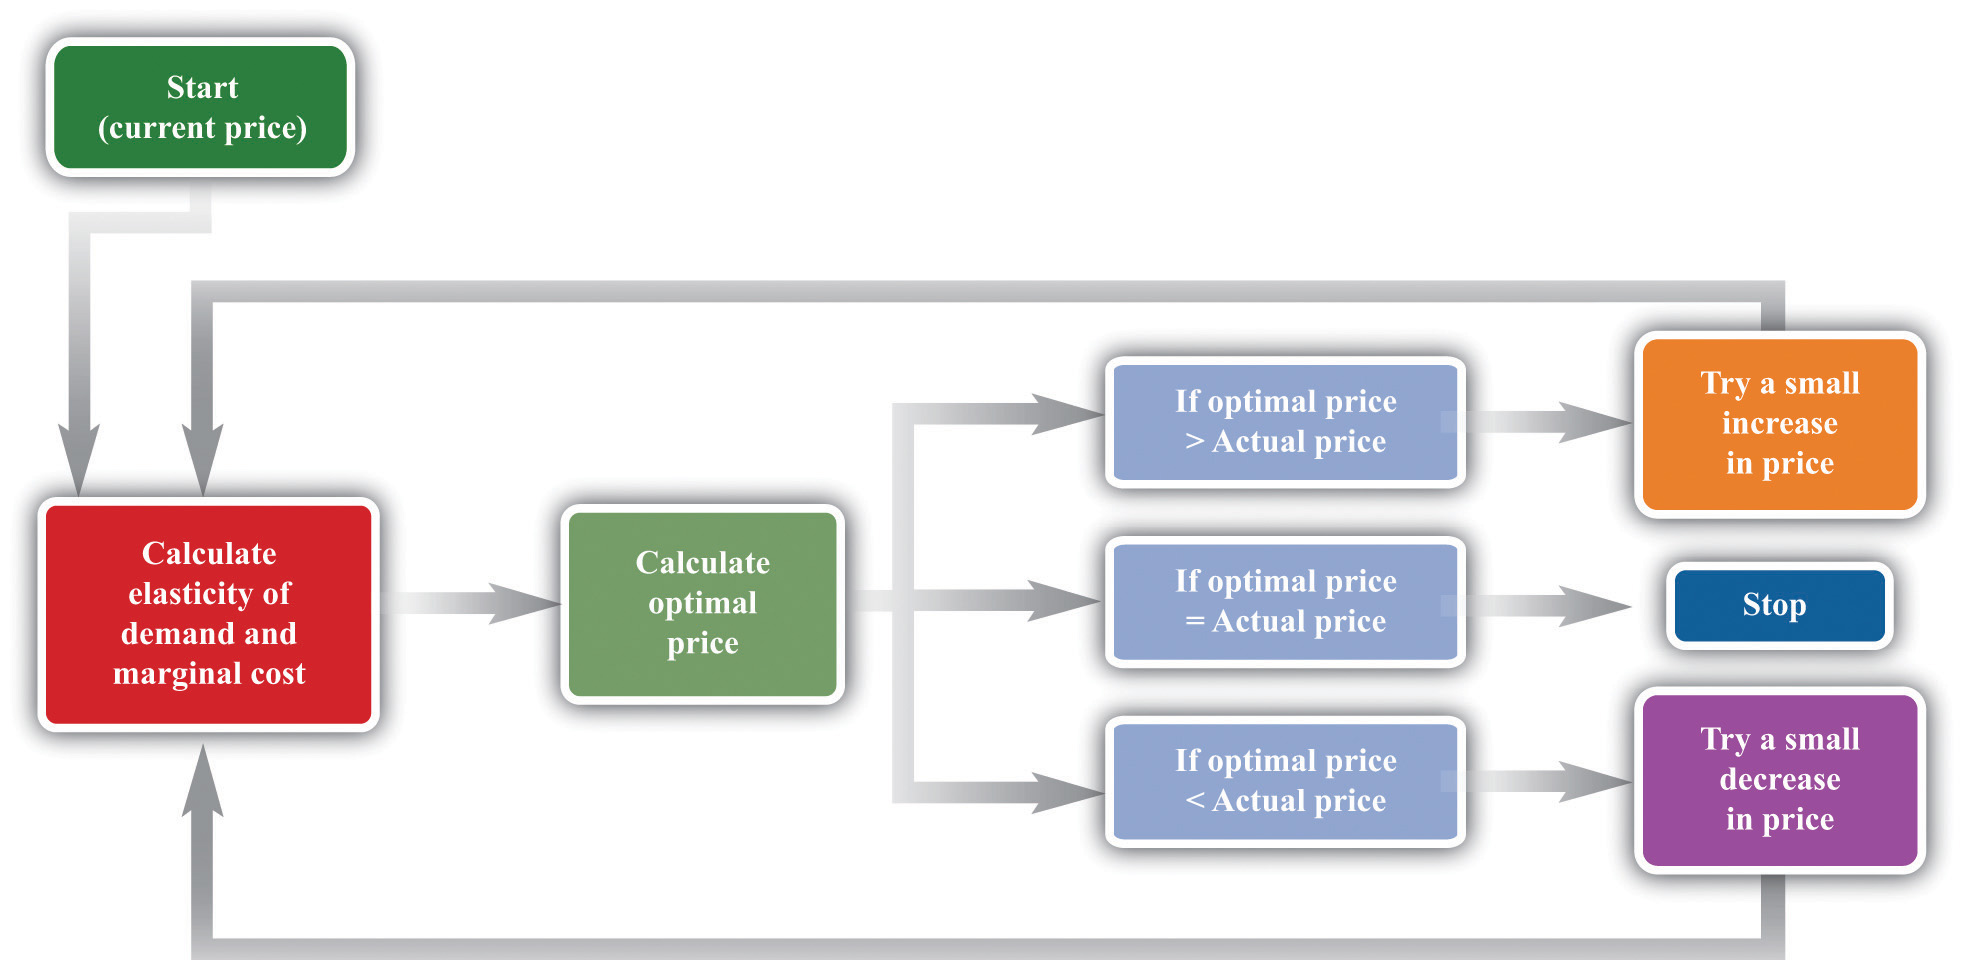 Start
(current price)
Calculate
elasticity of
demand and
marginal cost
Calculate
optimal
price
If optimal price
> Actual price
Try a small
increase
in price
If optimal price
= Actual price
Stop
If optimal price
< Actual price
Try a small
decrease
in price